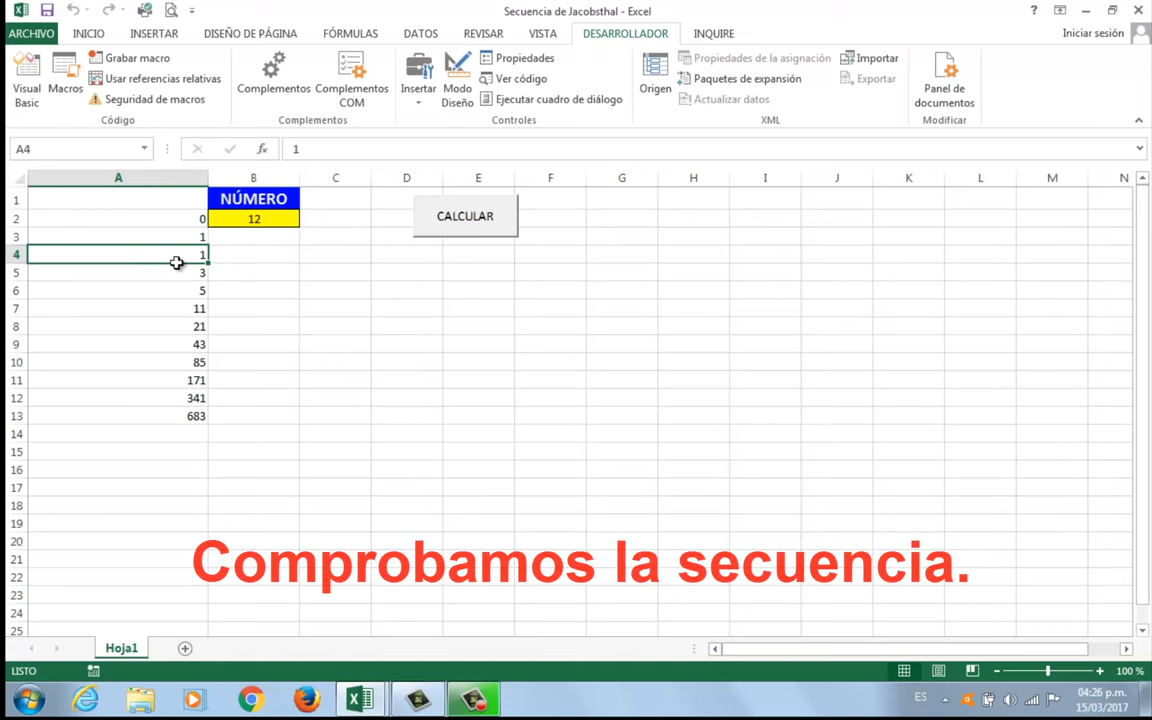 Secuencia de Jacobsthal - Excel
?
ARCHIVO INICIO INSERTAR DISEÑO DE PÁGINA FÓRMULAS DATOS REVISAR VISTA DESARROLLADOR INQUIRE Iniciar sesión
Visual Basic
Macros
Grabar macro
Usar referencias relativas
Seguridad de macros
Código
Complementos
Complementos COM
Complementos
Insertar
Modo Diseño
Propiedades
Ver código
Ejecutar cuadro de diálogo
Controles
Origen
Propiedades de la asignación
Paquetes de expansión
Actualizar datos
Importar
Exportar
XML
Panel de documentos
Modificar
A4 fx 1
A B C D E F G H I J K L M N
1 NÚMERO
2 0 12 CALCULAR
3 1
4 1
5 3
6 5
7 11
8 21
9 43
10 85
11 171
12 341
13 683
14
15
16
17
18
19
20
21
22
23
24
25
Comprobamos la secuencia.
Hoja1
LISTO 100 %
ES 04:26 p.m.
15/03/2017